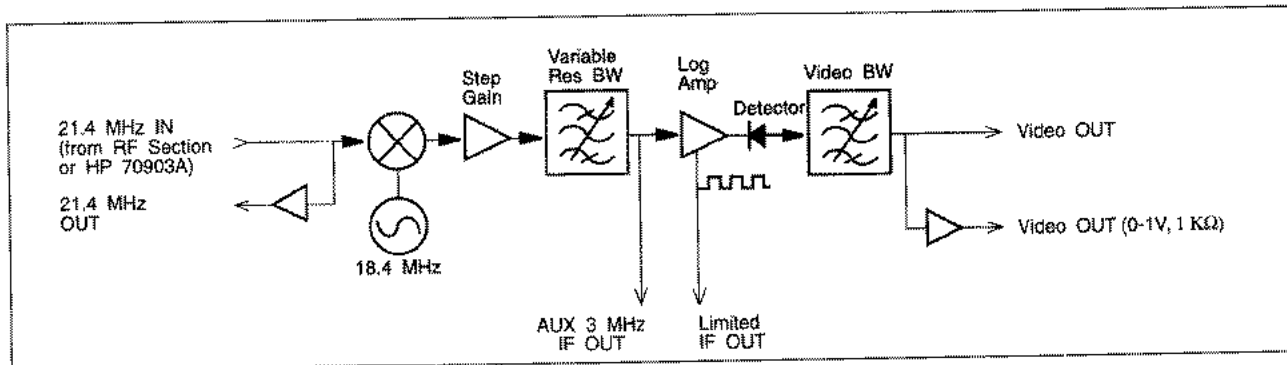 Variable
Res BW
Step
Gain
Log
Amp
Video BW
Detector
21.4 MHz IN
(from RF Section
or HP 70903A)
21.4 MHz
OUT
18.4 MHz
Video OUT
Video OUT (0-1V, 1 KΩ)
AUX 3 MHz
IF OUT
Limited
IF OUT